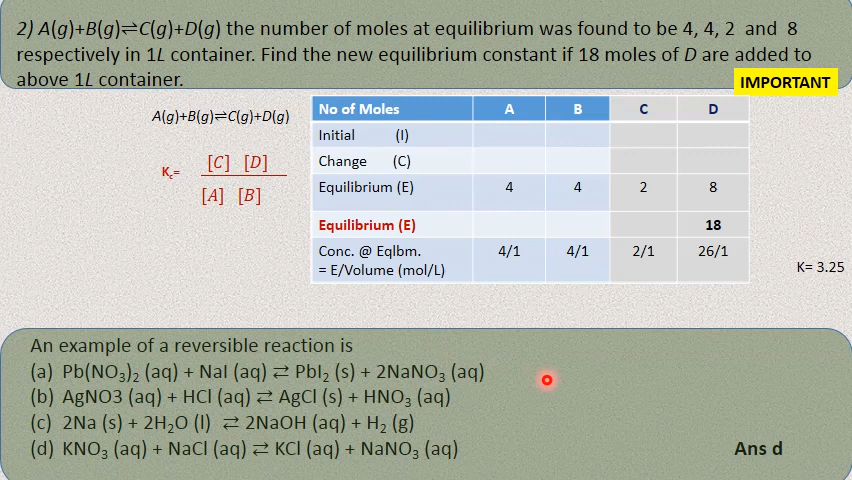 2) A(g)+B(g)⇌C(g)+D(g) the number of moles at equilibrium was found to be 4, 4, 2 and 8
respectively in 1L container. Find the new equilibrium constant if 18 moles of D are added to
above 1L container.
IMPORTANT
A(g)+B(g)⇌C(g)+D(g)
Kc= [C] [D]
[A] [B]
No of Moles A B C D
Initial (I)
Change (C)
Equilibrium (E) 4 4 2 8
Equilibrium (E) 18
Conc. @ Eqlbm. 4/1 4/1 2/1 26/1
= E/Volume (mol/L)
K= 3.25
An example of a reversible reaction is
(a) Pb(NO₃)₂ (aq) + NaI (aq) ⇄ PbI₂ (s) + 2NaNO₃ (aq)
(b) AgNO3 (aq) + HCl (aq) ⇄ AgCl (s) + HNO₃ (aq)
(c) 2Na (s) + 2H₂O (l) ⇄ 2NaOH (aq) + H₂ (g)
(d) KNO₃ (aq) + NaCl (aq) ⇄ KCl (aq) + NaNO₃ (aq)
Ans d